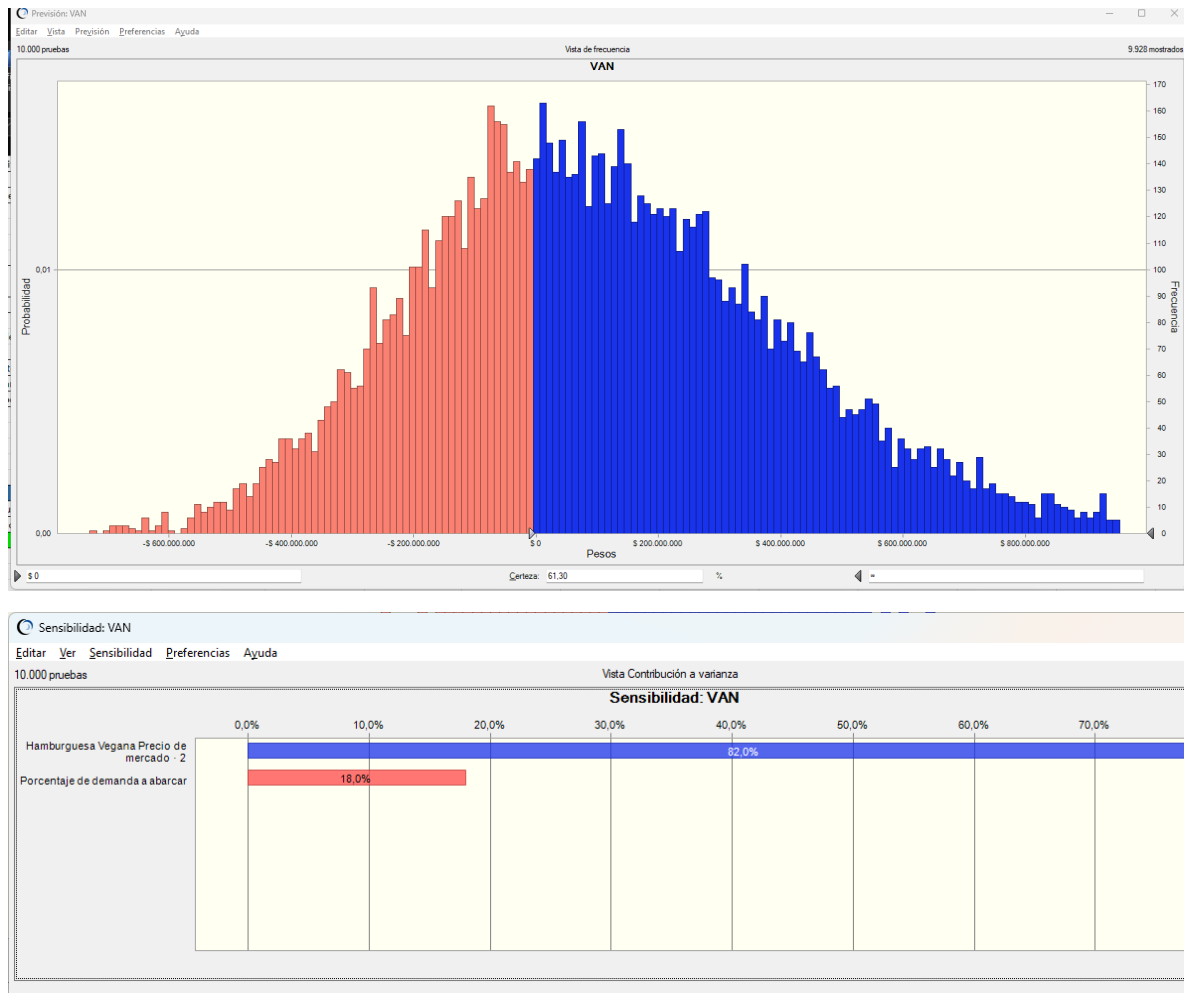 Previsión: VAN
Editar Vista Previsión Preferencias Ayuda
10.000 pruebas Vista de frecuencia 9.928 mostrados
VAN
170
160
150
140
130
120
110
0,01 100
90
80
70
60
50
40
30
20
10
0,00 0
Probabilidad
Frecuencia
-$ 600.000.000 -$ 400.000.000 -$ 200.000.000 $ 0 $ 200.000.000 $ 400.000.000 $ 600.000.000 $ 800.000.000
Pesos
$ 0 Certeza: 61,30 % ∞
Sensibilidad: VAN
Editar Ver Sensibilidad Preferencias Ayuda
10.000 pruebas Vista Contribución a varianza
Sensibilidad: VAN
0,0% 10,0% 20,0% 30,0% 40,0% 50,0% 60,0% 70,0%
Hamburguesa Vegana Precio de
mercado - 2
82,0%
Porcentaje de demanda a abarcar 18,0%